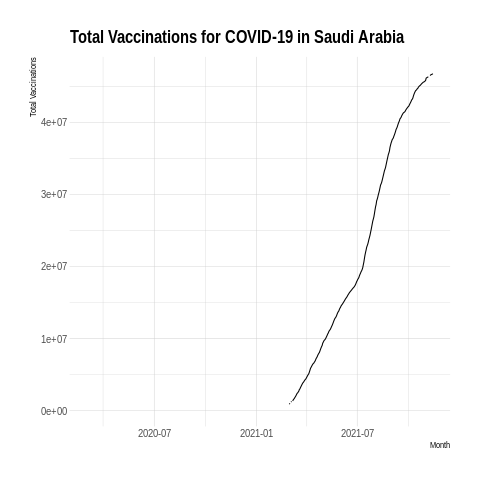 Total Vaccinations for COVID-19 in Saudi Arabia
Total Vaccinations
4e+07
3e+07
2e+07
1e+07
0e+00
2020-07 2021-01 2021-07
Month